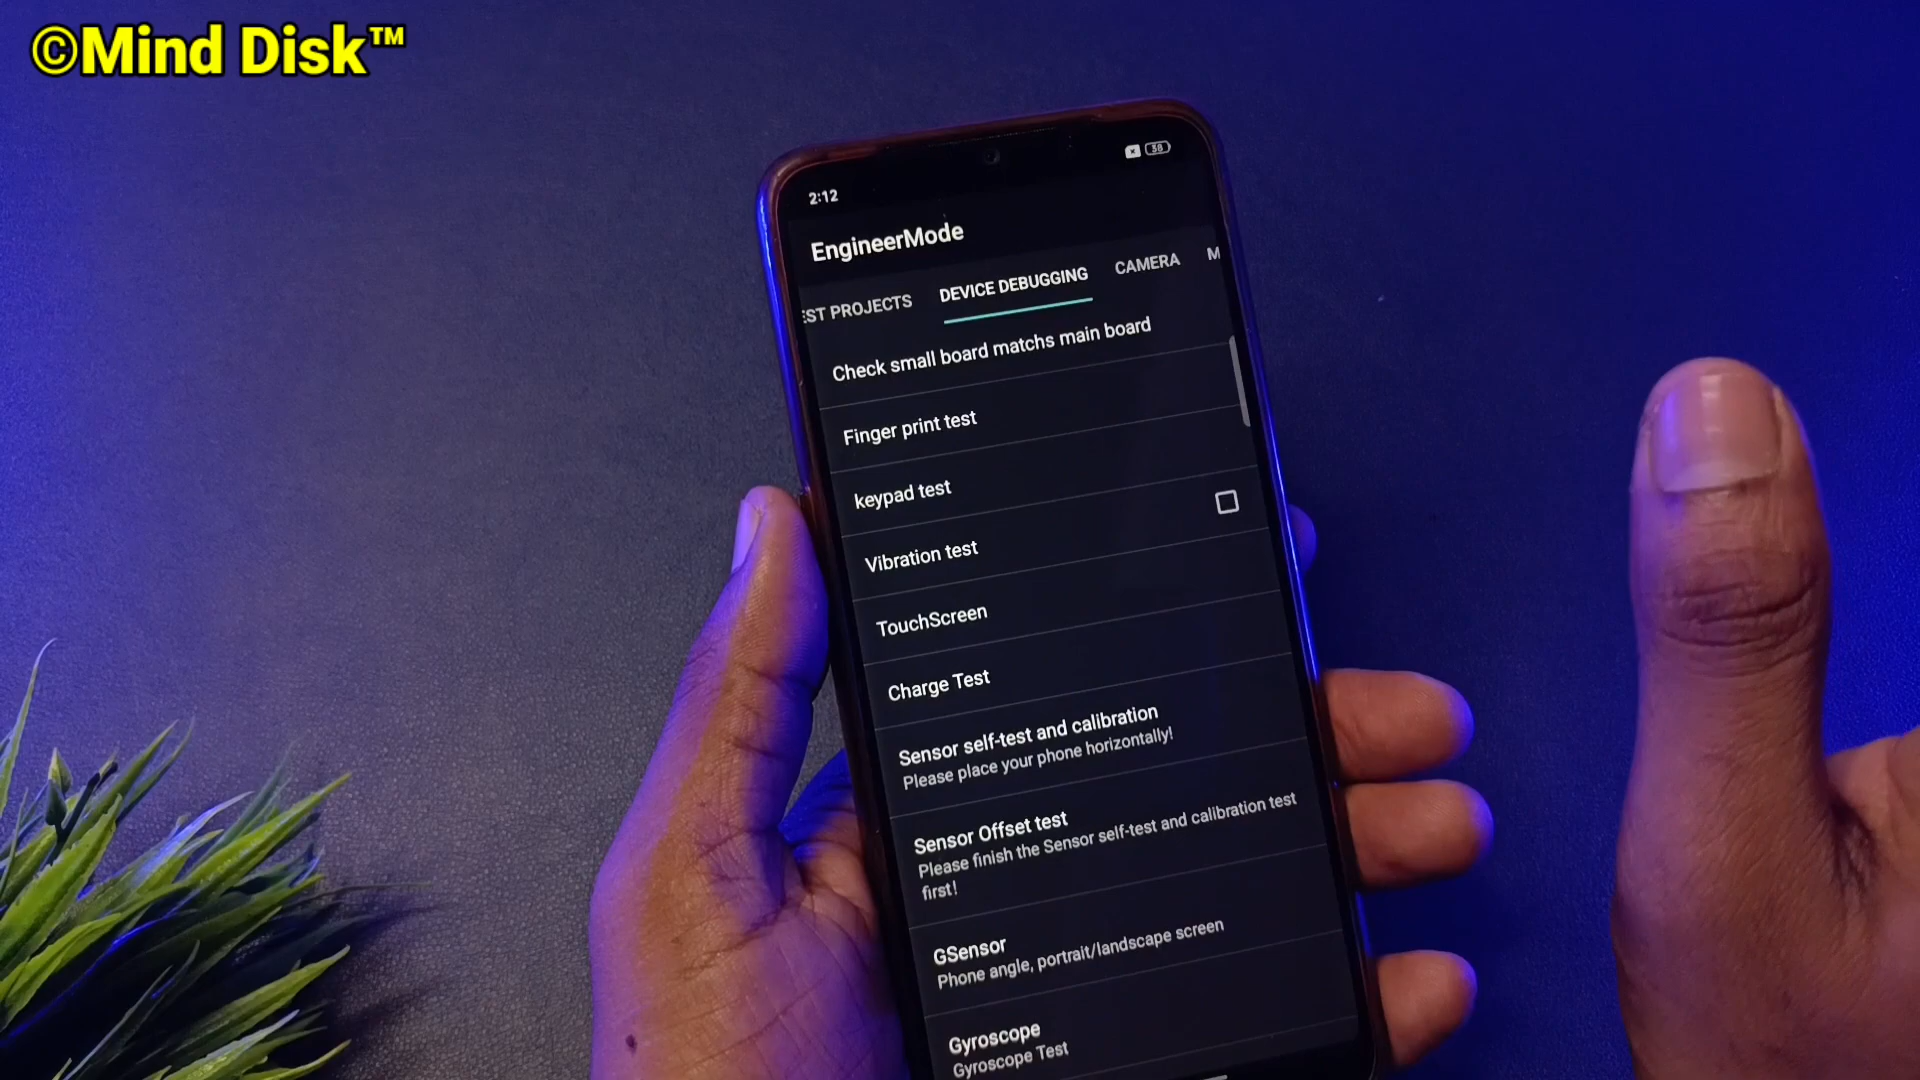 ©Mind Disk™
2:12
38
EngineerMode
EST PROJECTS DEVICE DEBUGGING CAMERA M
Check small board matchs main board
Finger print test
keypad test
Vibration test
TouchScreen
Charge Test
Sensor self-test and calibration
Please place your phone horizontally!
Sensor Offset test
Please finish the Sensor self-test and calibration test
first!
GSensor
Phone angle, portrait/landscape screen
Gyroscope
Gyroscope Test